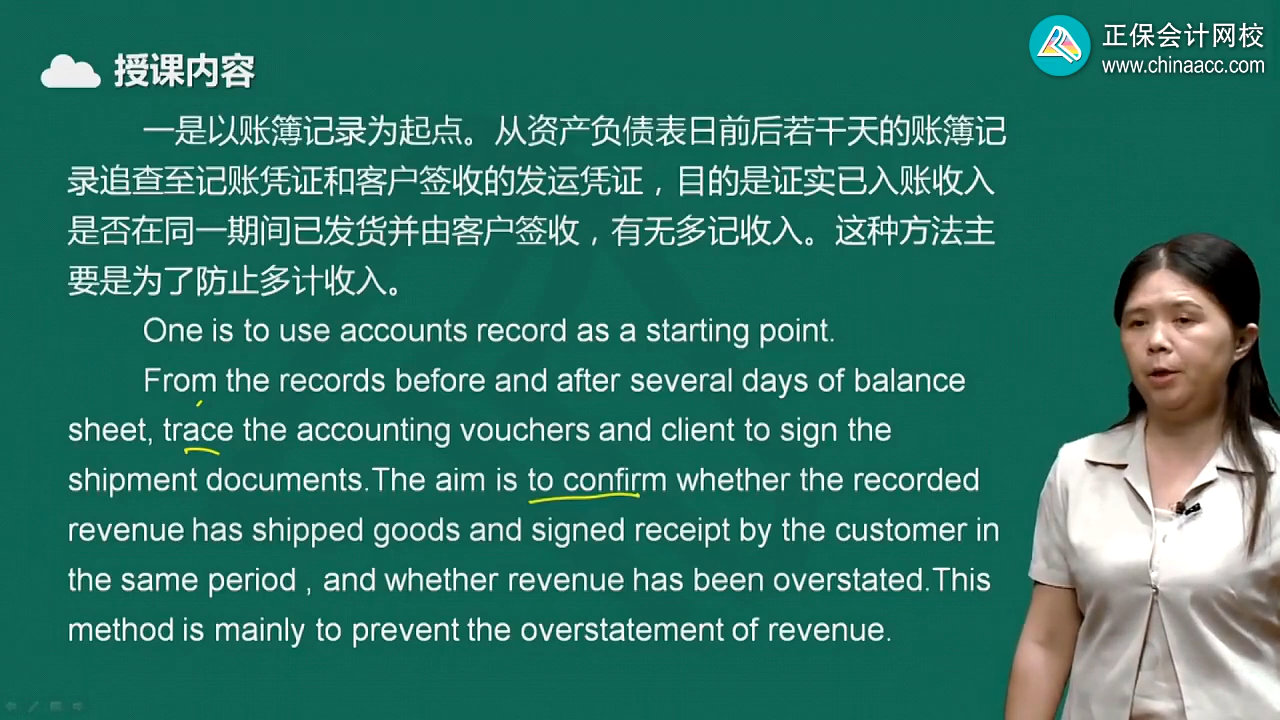 正保会计网校
www.chinaacc.com
授课内容
一是以账簿记录为起点。从资产负债表日前后若干天的账簿记
录追查至记账凭证和客户签收的发运凭证，目的是证实已入账收入
是否在同一期间已发货并由客户签收，有无多记收入。这种方法主
要是为了防止多计收入。
One is to use accounts record as a starting point.
From the records before and after several days of balance
sheet, trace the accounting vouchers and client to sign the
shipment documents.The aim is to confirm whether the recorded
revenue has shipped goods and signed receipt by the customer in
the same period , and whether revenue has been overstated.This
method is mainly to prevent the overstatement of revenue.